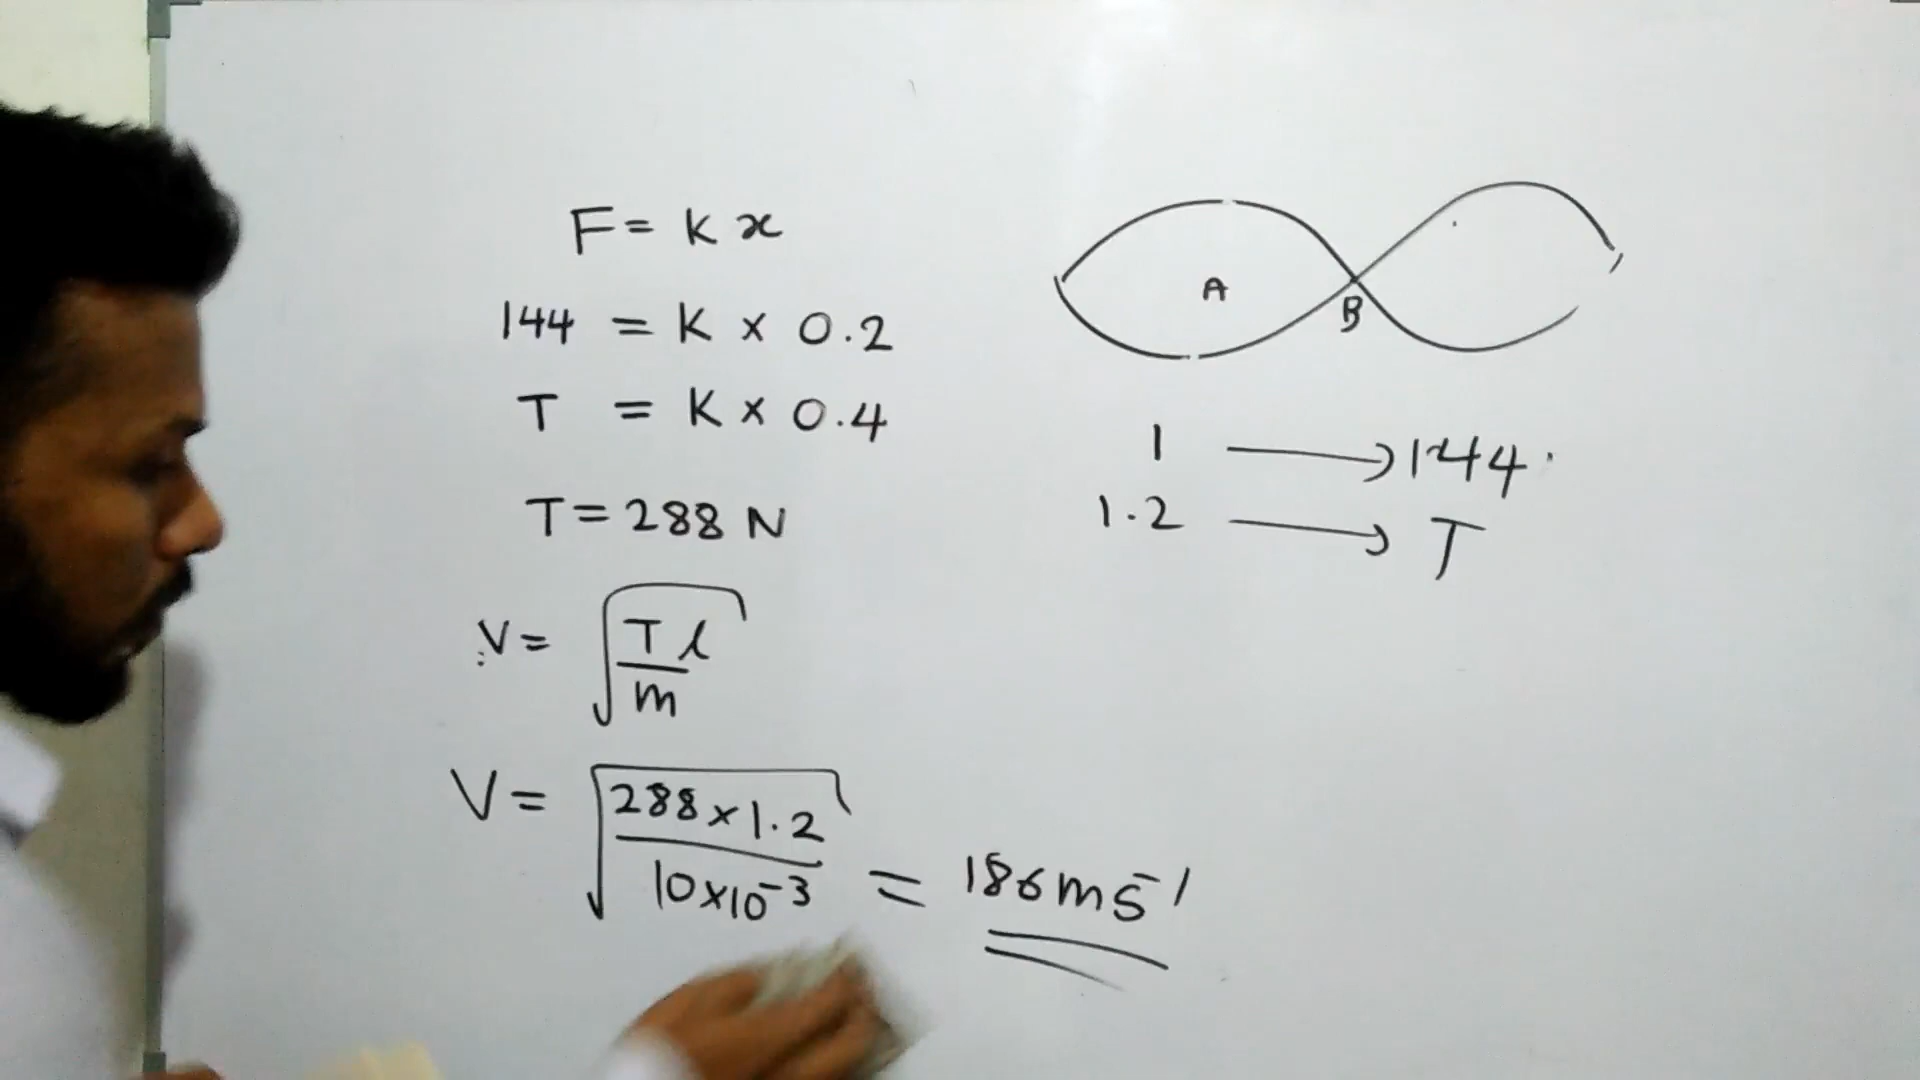 F = K x
144 = K × 0.2
T = K × 0.4
T = 288 N
V = √(Tl/m)
V = √(288 × 1.2 / 10×10⁻³) = 186 ms⁻¹
A
B
1 → 144
1.2 → T